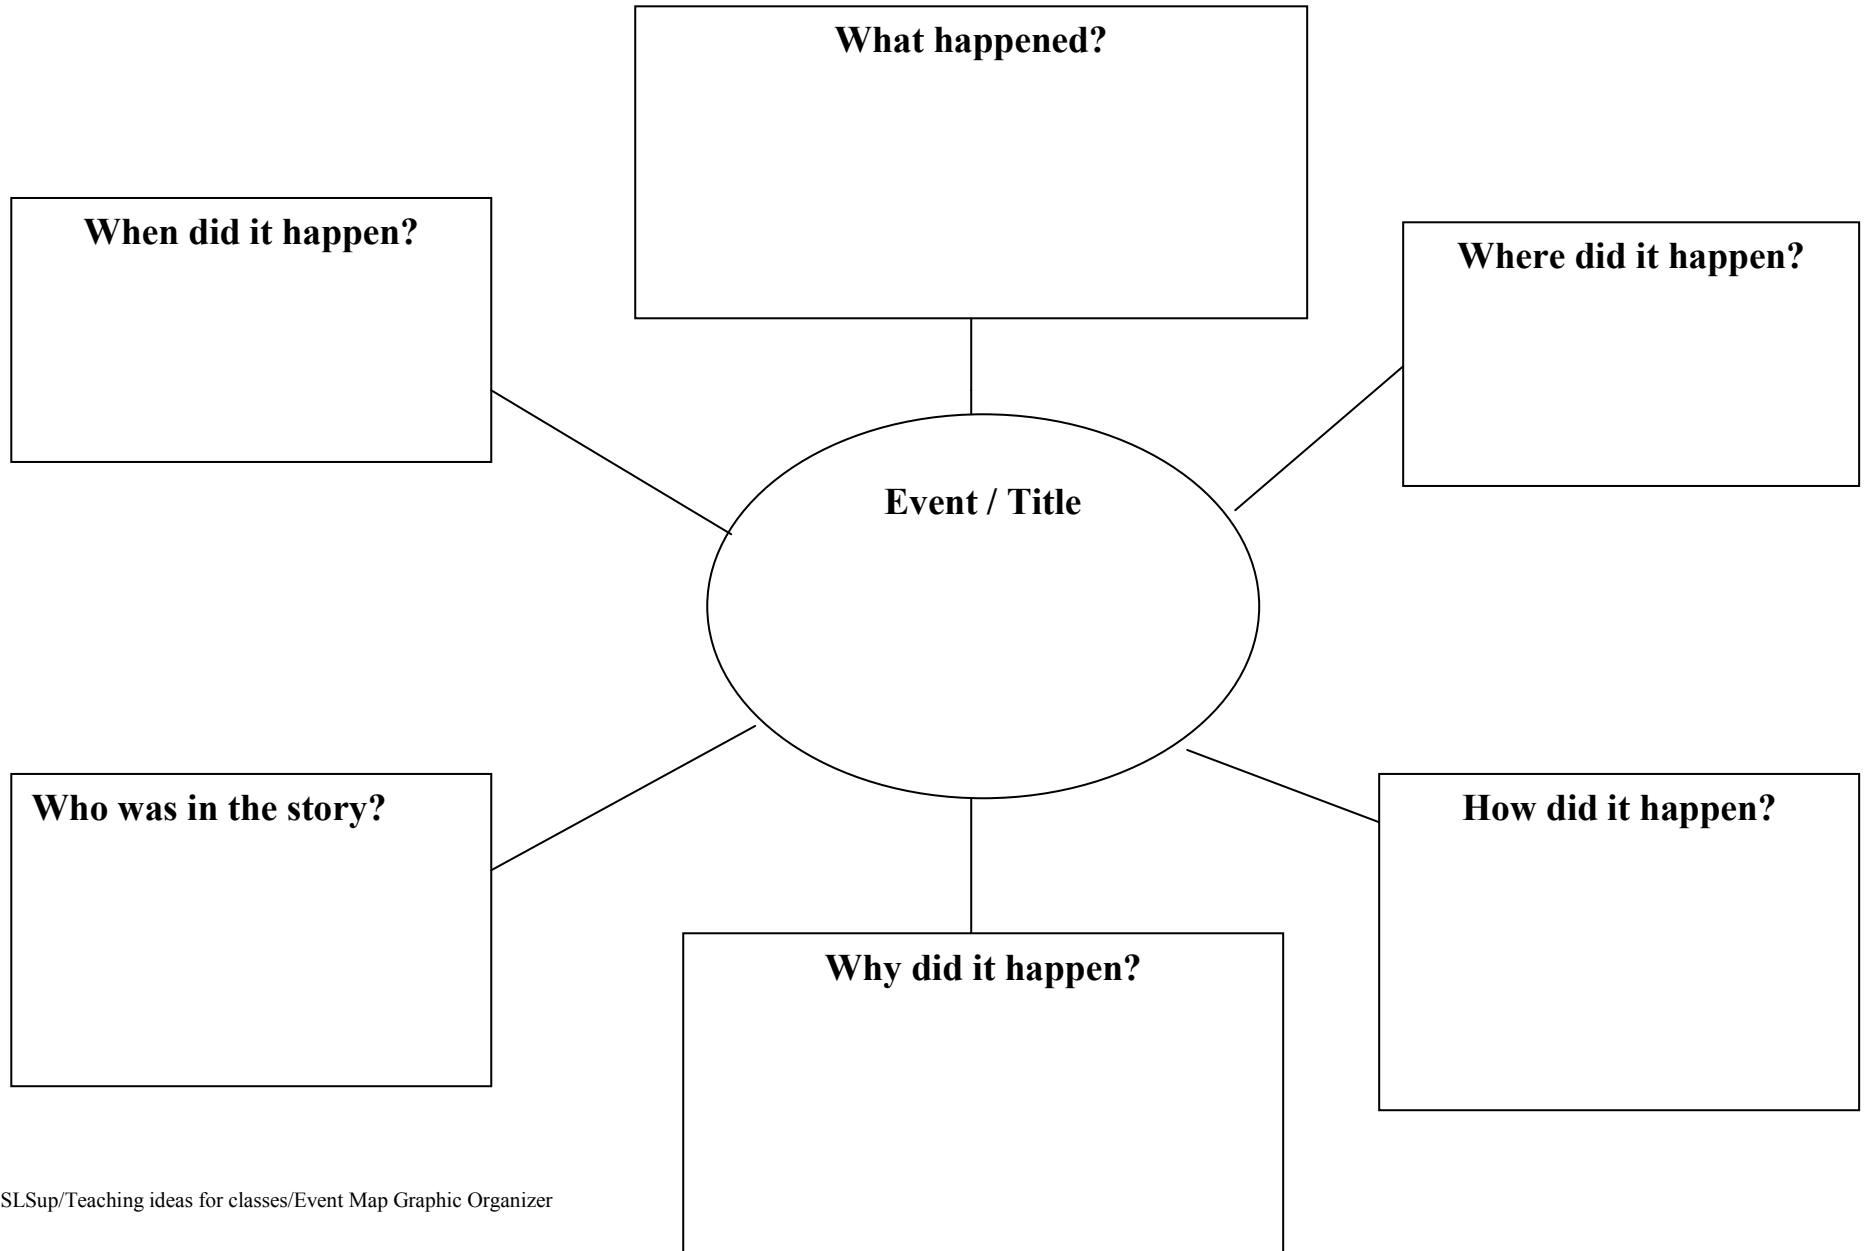 What happened?
When did it happen?
Where did it happen?
Event / Title
Who was in the story?
How did it happen?
Why did it happen?
SLSup/Teaching ideas for classes/Event Map Graphic Organizer